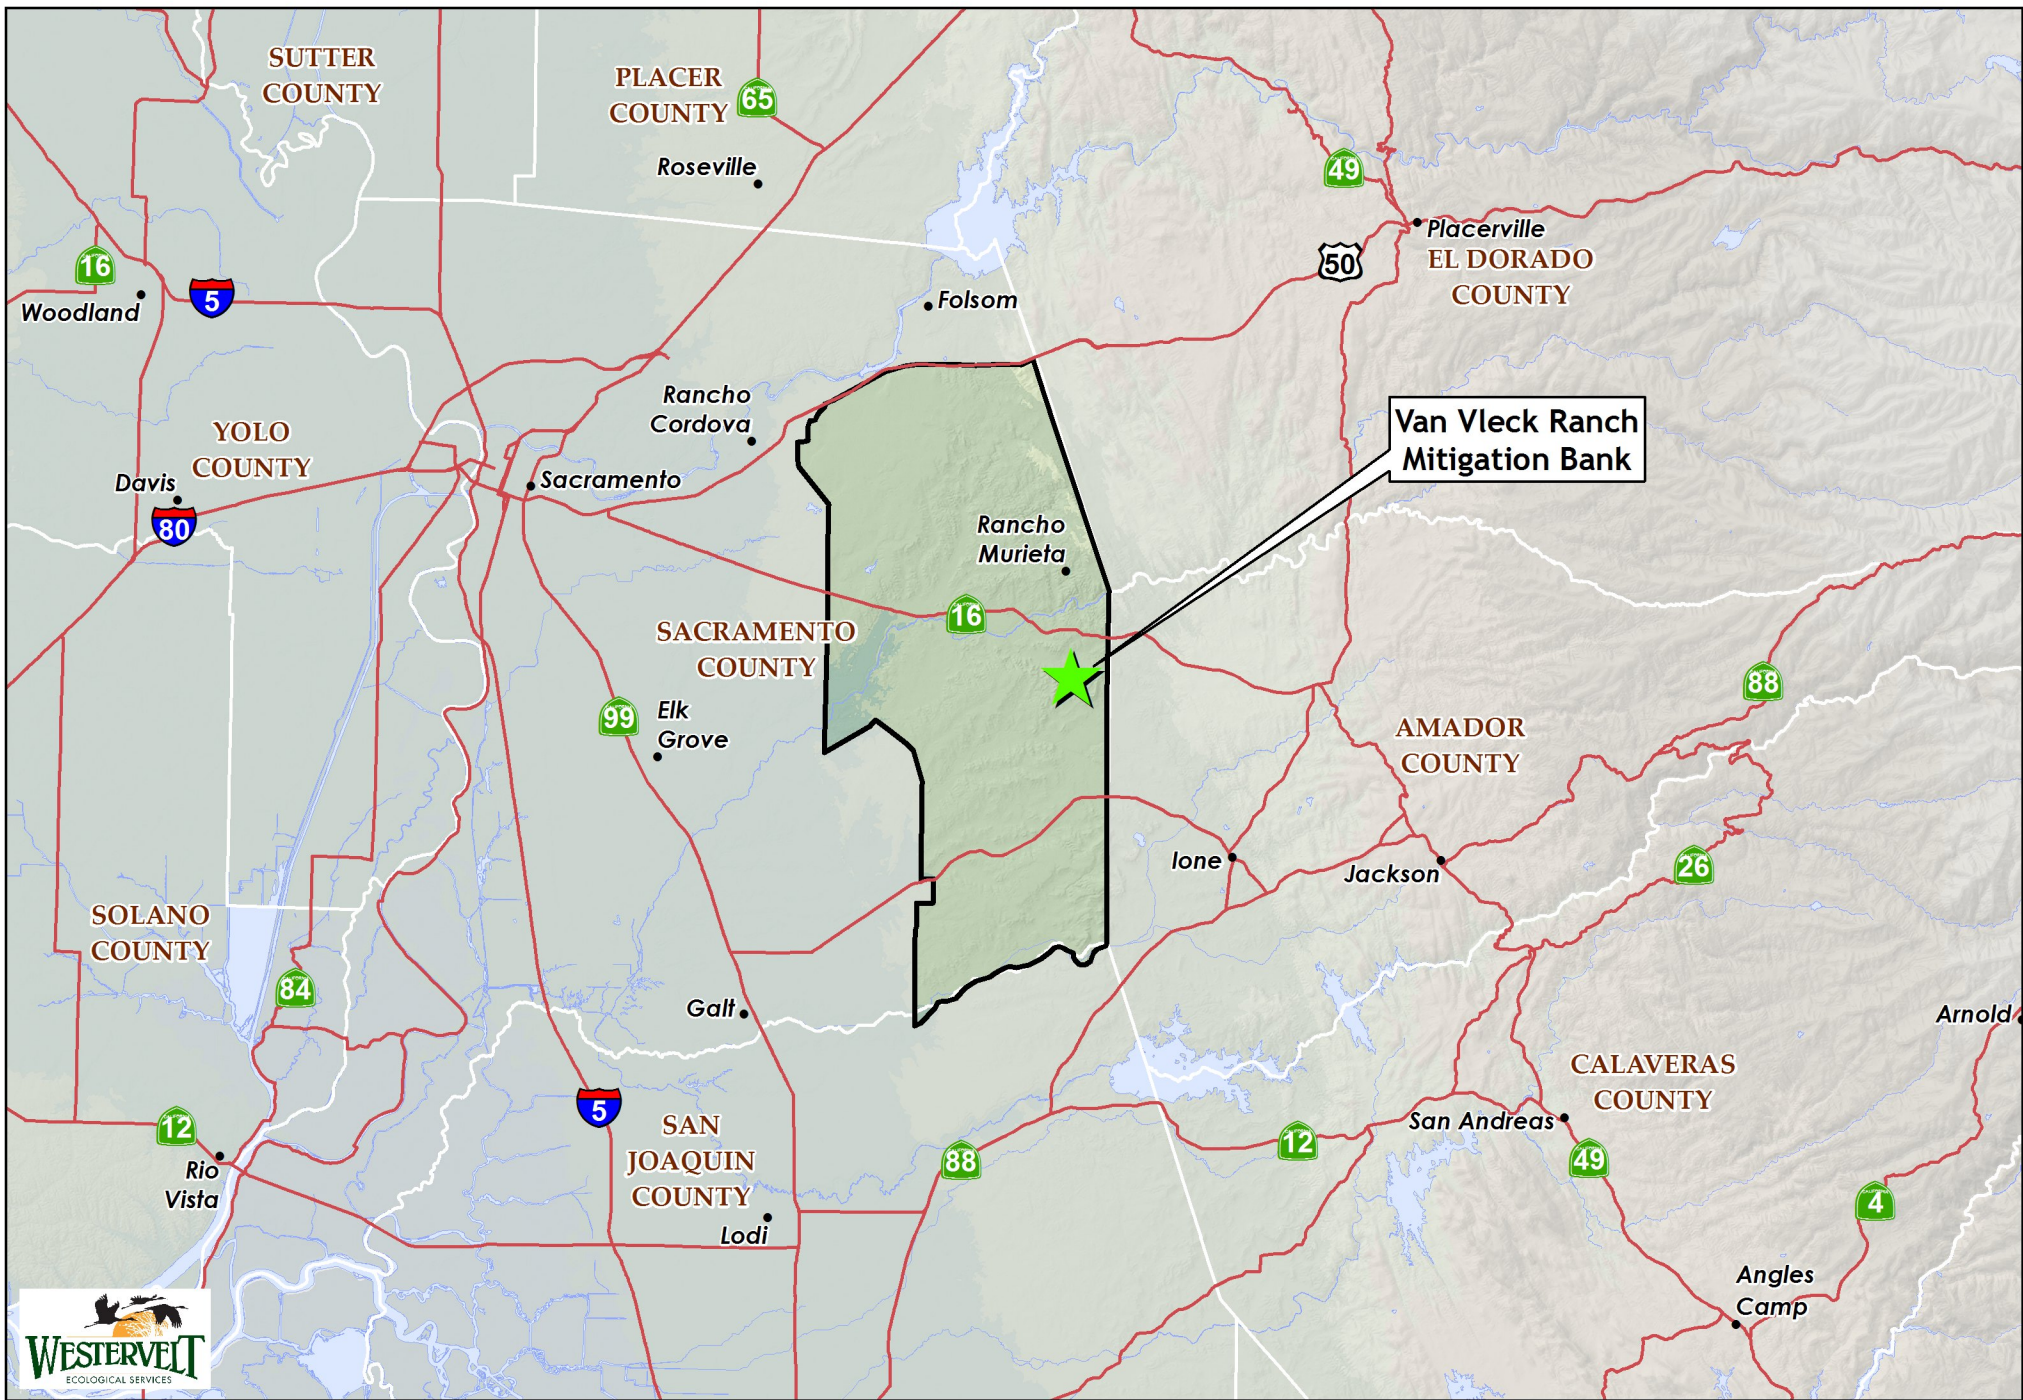 SUTTER
COUNTY
PLACER
COUNTY
65
Roseville
49
Placerville
50
EL DORADO
COUNTY
16
Woodland
5
Folsom
Rancho
Cordova
YOLO
COUNTY
Davis
80
Sacramento
Van Vleck Ranch
Mitigation Bank
Rancho
Murieta
16
SACRAMENTO
COUNTY
99
Elk
Grove
88
AMADOR
COUNTY
Ione
Jackson
26
SOLANO
COUNTY
84
Galt
Arnold
CALAVERAS
COUNTY
5
12
Rio
Vista
SAN
JOAQUIN
COUNTY
88
12
San Andreas
49
4
Lodi
Angles
Camp
WESTERVELT
ECOLOGICAL SERVICES